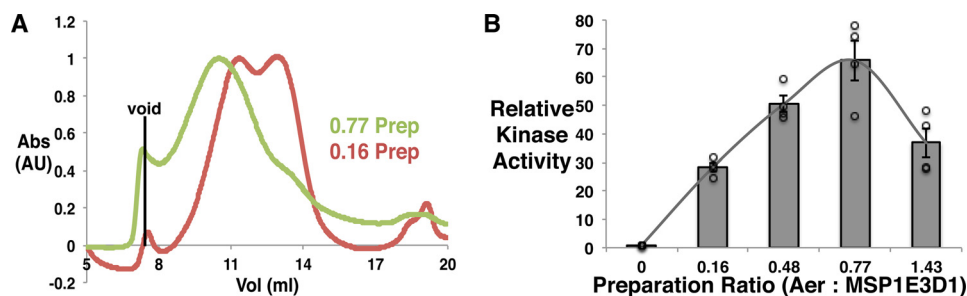 A
1.2
1
0.8
0.6
0.4
0.2
0
-0.2
Abs
(AU)
void
0.77 Prep
0.16 Prep
5
8
11
14
17
20
Vol (ml)
B
Relative
Kinase
Activity
80
70
60
50
40
30
20
10
0
0
0.16
0.48
0.77
1.43
Preparation Ratio (Aer : MSP1E3D1)